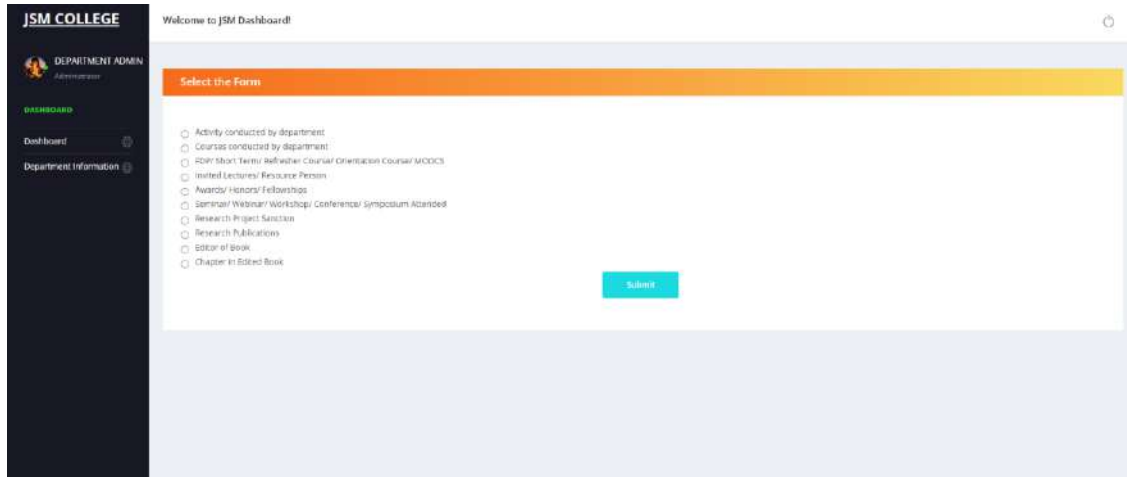 JSM COLLEGE
Welcome to JSM Dashboard!
DEPARTMENT ADMIN
Administrator
Select the Form
DASHBOARD
Dashboard
Department Information
Activity conducted by department
Courses conducted by department
FDP/ Short Term/ Refresher Course/ Orientation Course/ MOOCS
Invited Lectures/ Resource Person
Awards/ Honors/ Fellowships
Seminar/ Webinar/ Workshop/ Conference/ Symposium Attended
Research Project Sanction
Research Publications
Editor of Book
Chapter in Edited Book
Submit